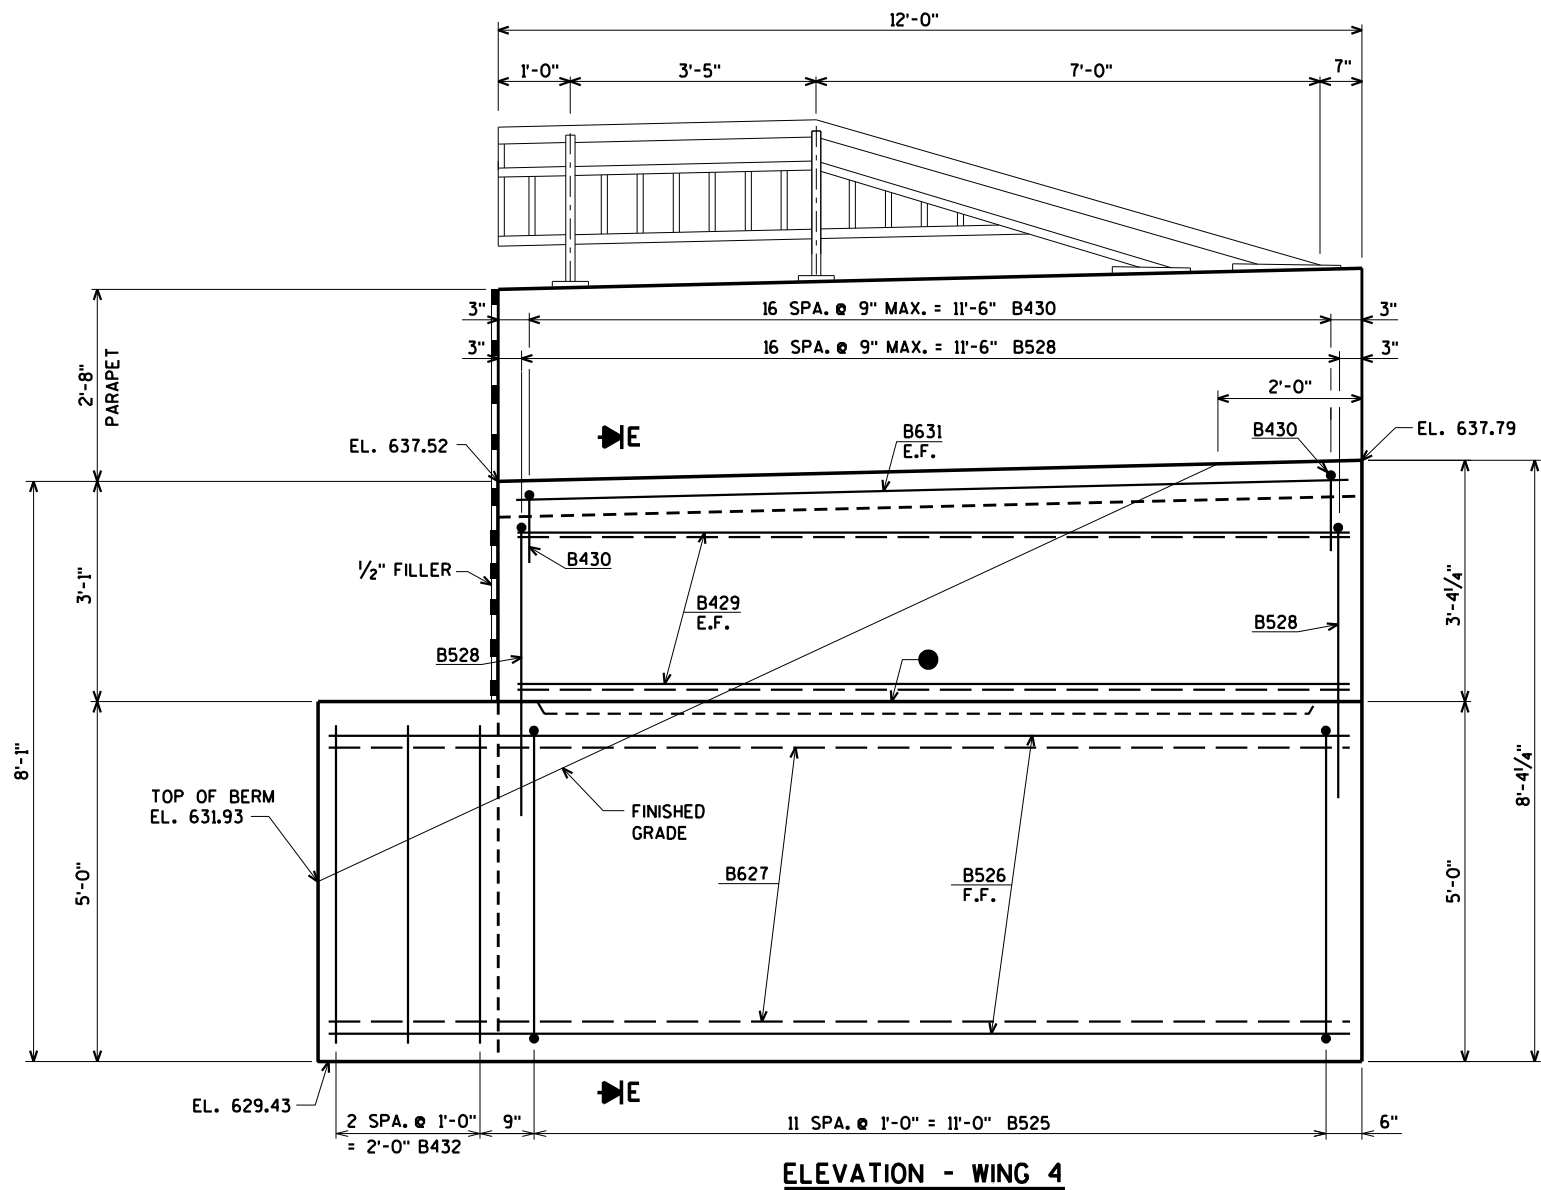 12'-0"
1'-0"
3'-5"
7'-0"
7"
3"
16 SPA. @ 9" MAX. = 11'-6" B430
3"
3"
16 SPA. @ 9" MAX. = 11'-6" B528
3"
2'-8"
PARAPET
2'-0"
EL. 637.52
E
B631
E.F.
B430
EL. 637.79
3'-1"
1/2" FILLER
B430
B429
E.F.
B528
B528
3'-4 1/4"
8'-1"
TOP OF BERM
EL. 631.93
FINISHED
GRADE
8'-4 1/4"
5'-0"
B627
B526
F.F.
5'-0"
EL. 629.43
E
2 SPA. @ 1'-0"
= 2'-0" B432
9"
11 SPA. @ 1'-0" = 11'-0" B525
6"
ELEVATION - WING 4